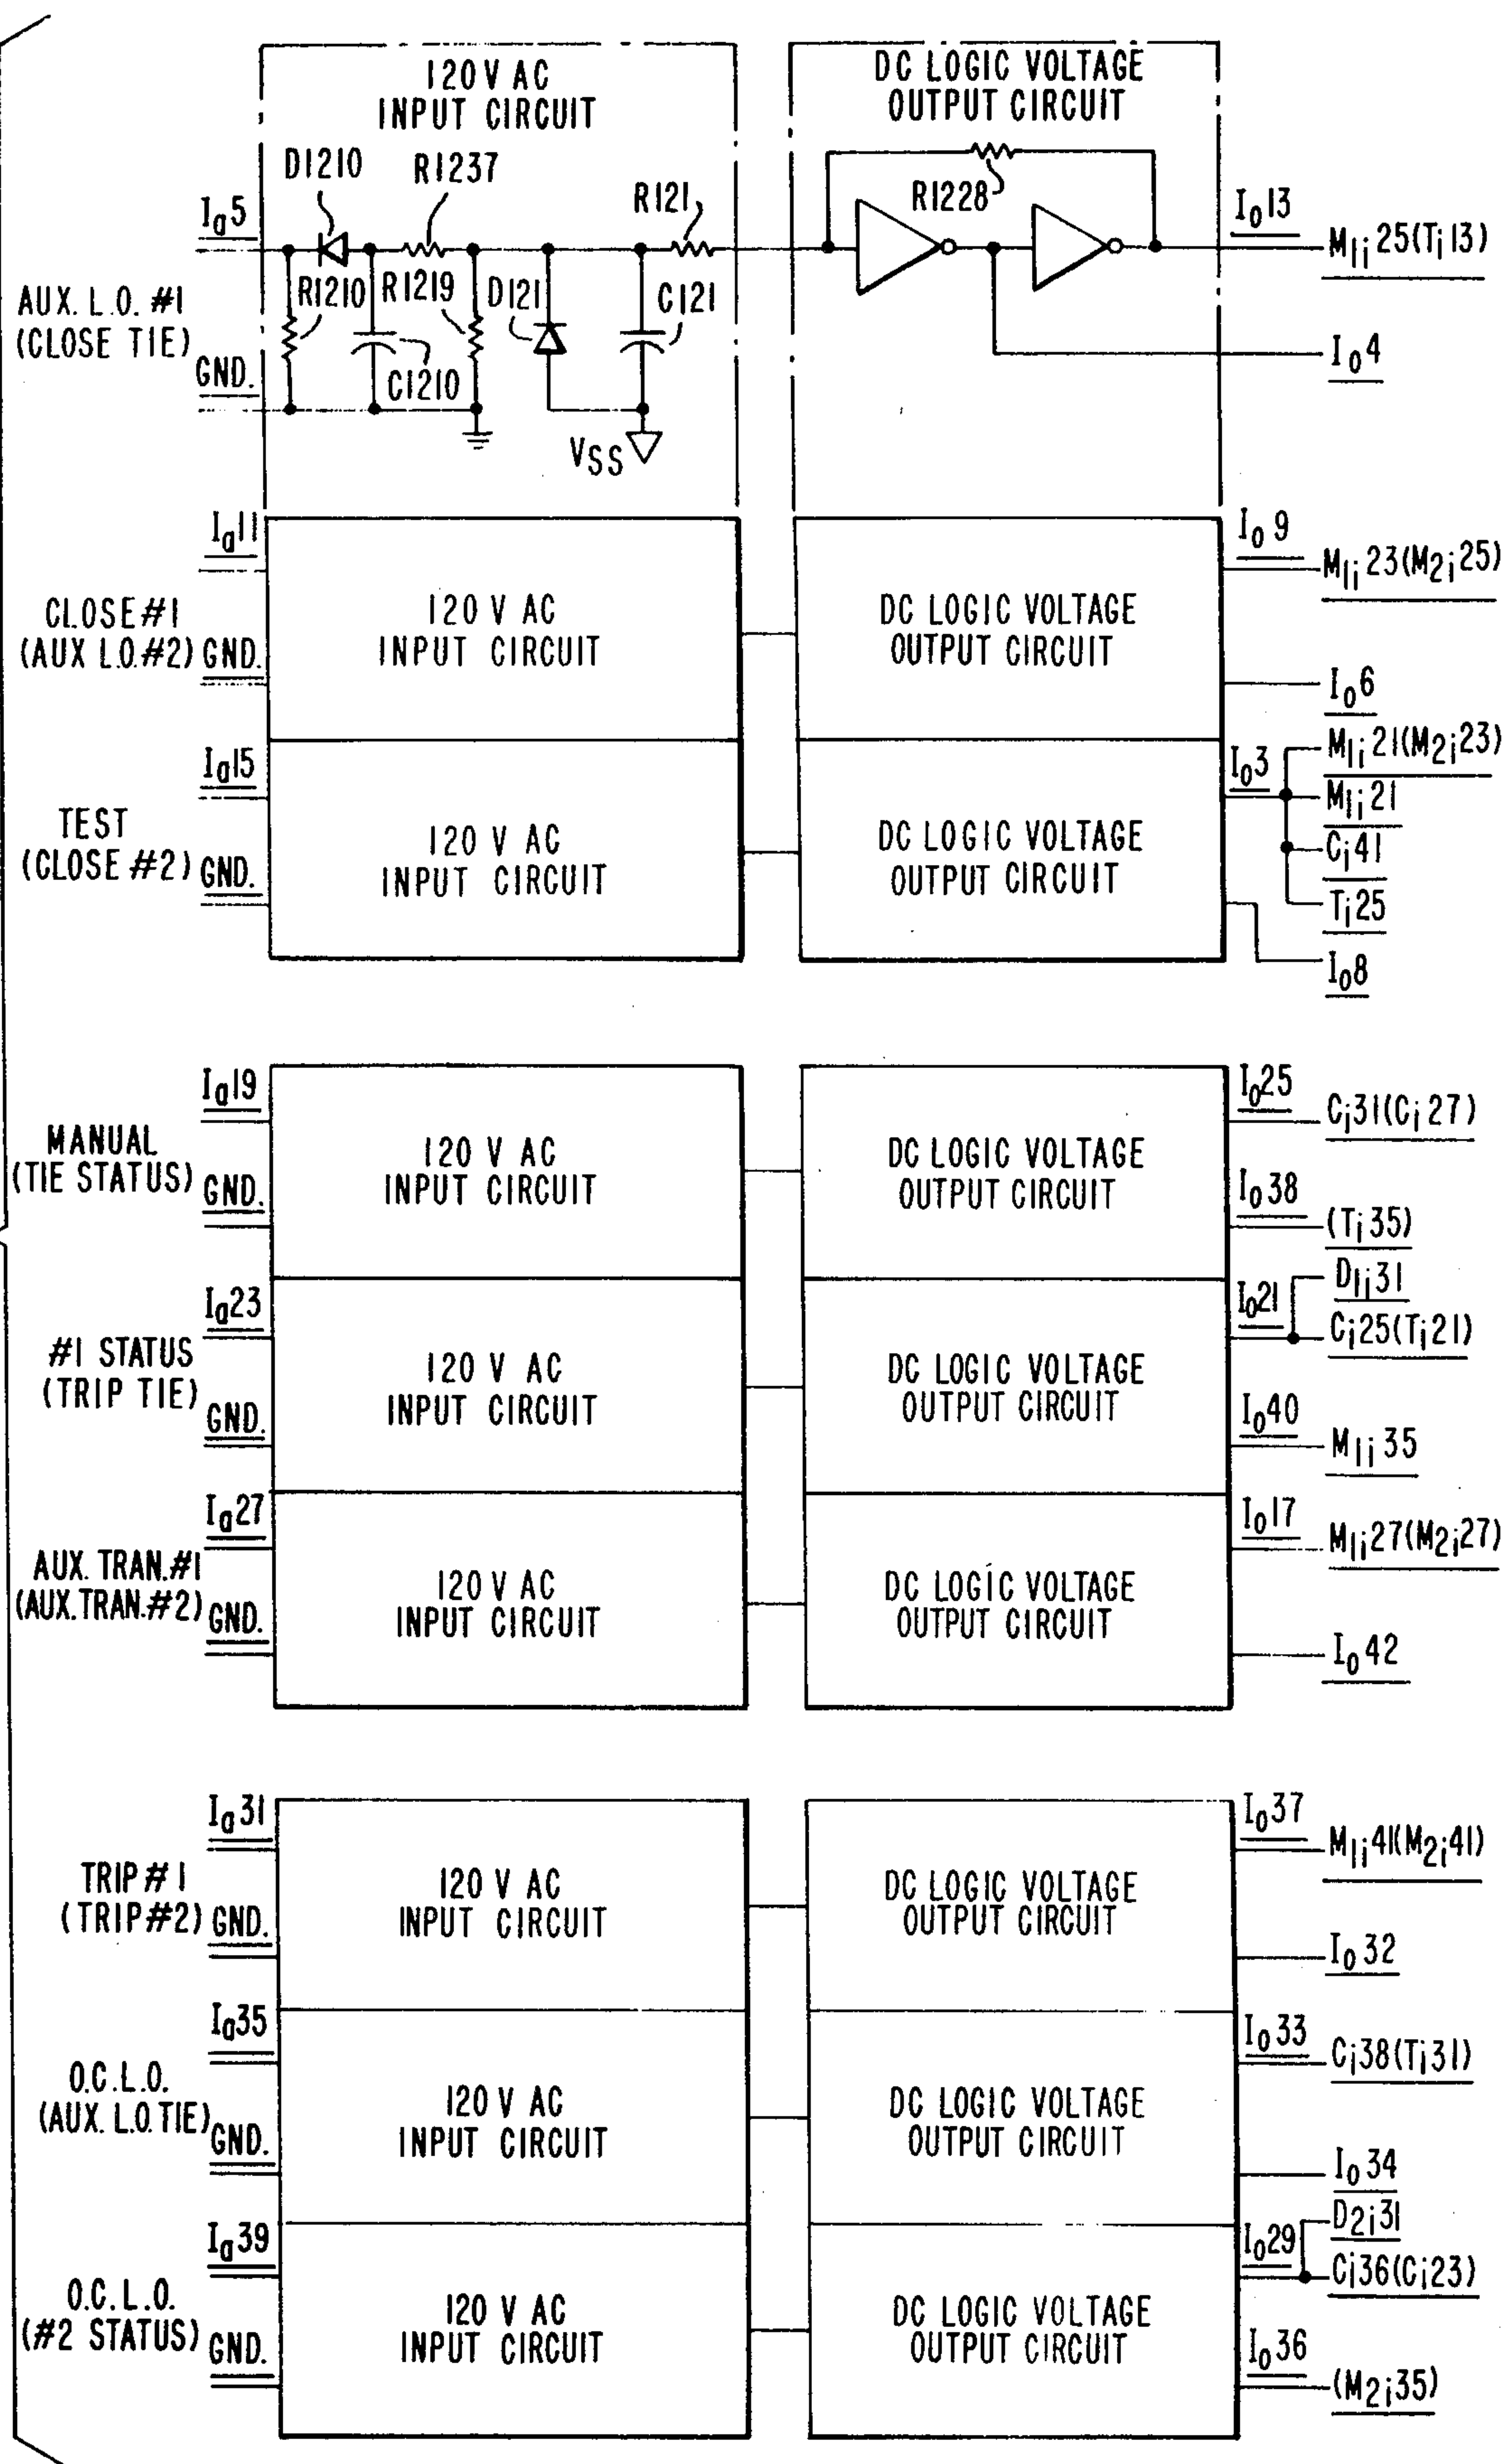 120V AC
INPUT CIRCUIT
DC LOGIC VOLTAGE
OUTPUT CIRCUIT
D1210
R1237
R121
R1228
Ia5
Io13
M1i25(Ti13)
R1210
R1219
D121
C121
AUX. L.O. #1
(CLOSE TIE)
Io4
GND.
C1210
VSS
Ia11
Io9
M1i23(M2i25)
CLOSE#1
(AUX L.O.#2)
GND.
120 V AC
INPUT CIRCUIT
DC LOGIC VOLTAGE
OUTPUT CIRCUIT
Io6
Ia15
Io3
M1i21(M2i23)
M1i21
TEST
(CLOSE #2)
GND.
120 V AC
INPUT CIRCUIT
DC LOGIC VOLTAGE
OUTPUT CIRCUIT
Ci41
Ti25
Io8
Ia19
Io25
Ci31(Ci27)
MANUAL
(TIE STATUS)
GND.
120 V AC
INPUT CIRCUIT
DC LOGIC VOLTAGE
OUTPUT CIRCUIT
Io38
(Ti35)
D1i31
Ia23
Io21
Ci25(Ti21)
#1 STATUS
(TRIP TIE)
GND.
120 V AC
INPUT CIRCUIT
DC LOGIC VOLTAGE
OUTPUT CIRCUIT
Io40
M1i35
Ia27
Io17
M1i27(M2i27)
AUX. TRAN.#1
(AUX.TRAN.#2)
GND.
120 V AC
INPUT CIRCUIT
DC LOGIC VOLTAGE
OUTPUT CIRCUIT
Io42
Ia31
Io37
M1i41(M2i41)
TRIP#1
(TRIP#2)
GND.
120 V AC
INPUT CIRCUIT
DC LOGIC VOLTAGE
OUTPUT CIRCUIT
Io32
Ia35
Io33
Ci38(Ti31)
O.C.L.O.
(AUX. L.O.TIE)
GND.
120 V AC
INPUT CIRCUIT
DC LOGIC VOLTAGE
OUTPUT CIRCUIT
Io34
D2i31
Ia39
Io29
Ci36(Ci23)
O.C.L.O.
(#2 STATUS)
GND.
120 V AC
INPUT CIRCUIT
DC LOGIC VOLTAGE
OUTPUT CIRCUIT
Io36
(M2i35)